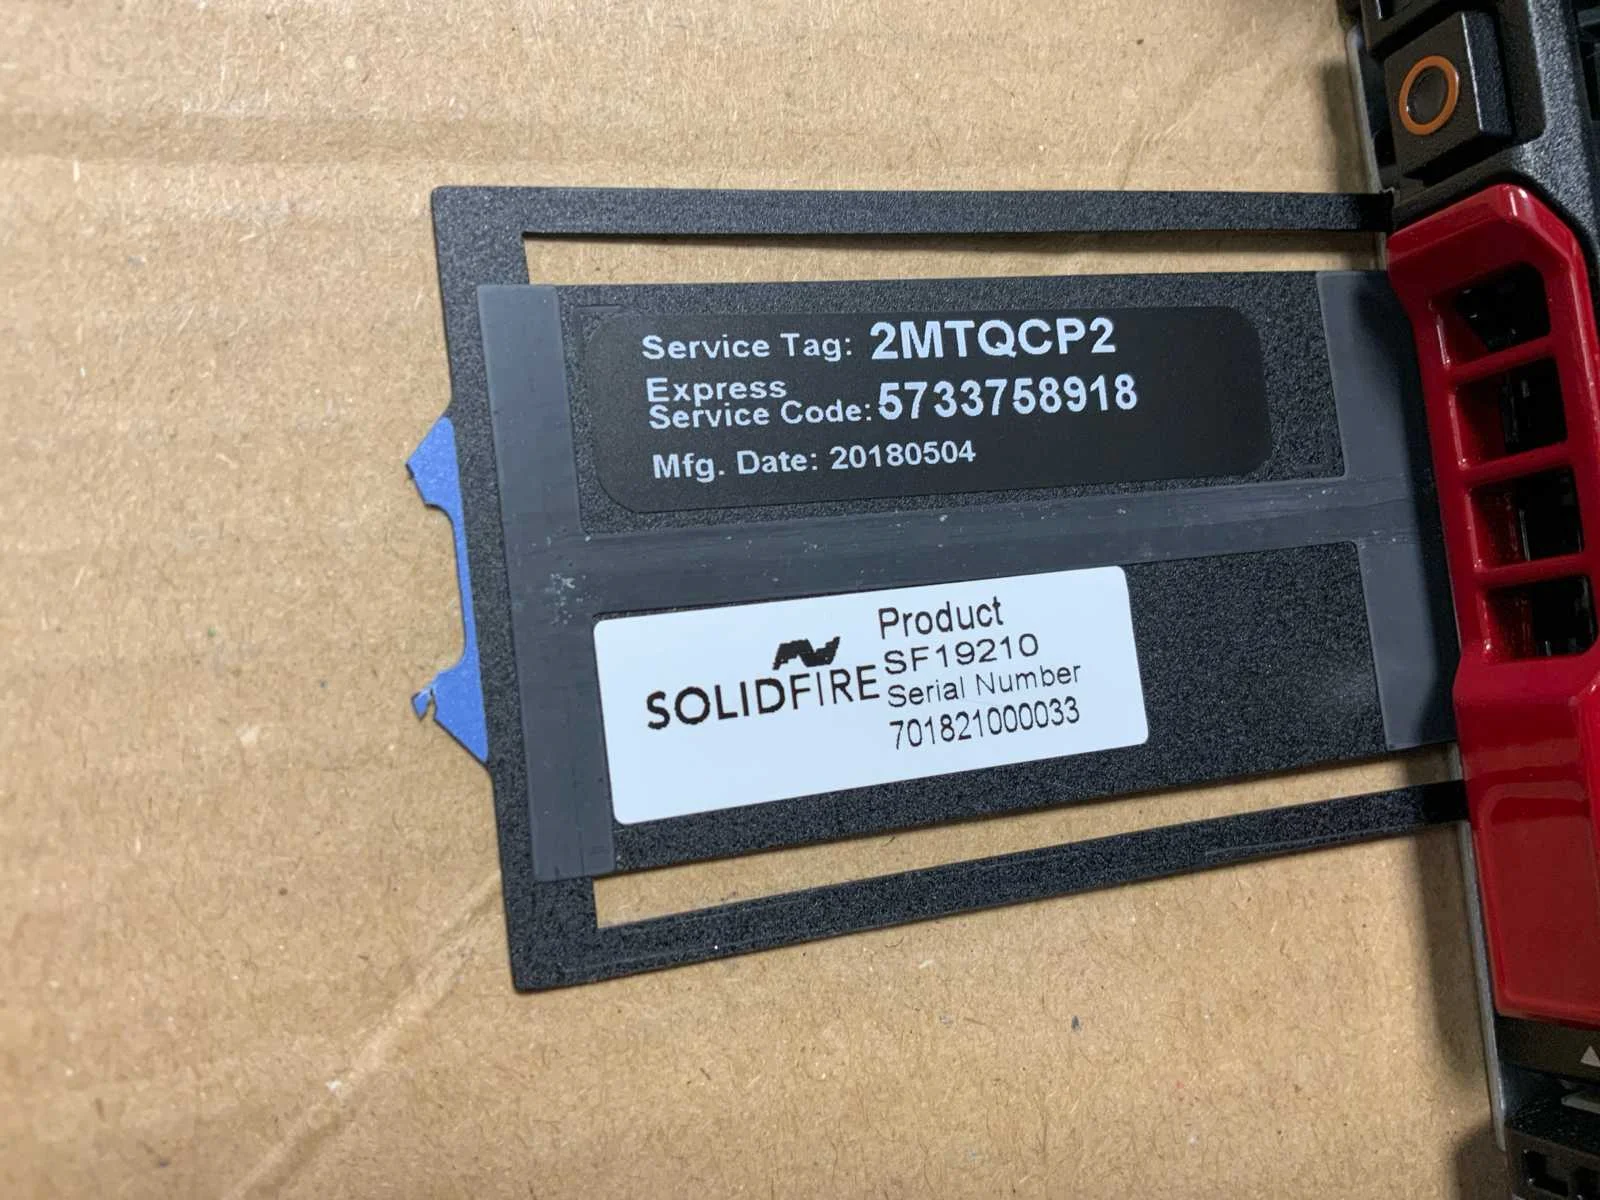 Service Tag: 2MTQCP2
Express
Service Code: 5733758918
Mfg. Date: 20180504
SOLIDFIRE
Product
SF19210
Serial Number
701821000033